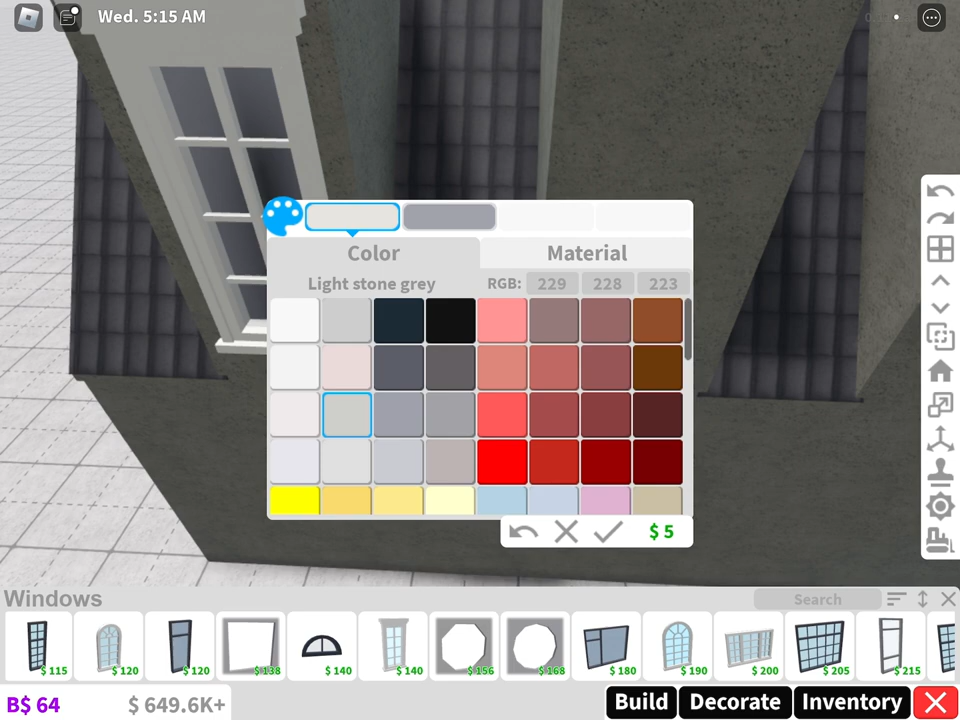 Wed. 5:15 AM
Color
Material
Light stone grey
RGB: 229 228 223
$ 5
Windows
Search
$ 115
$ 120
$ 120
$ 138
$ 140
$ 140
$ 156
$ 168
$ 180
$ 190
$ 200
$ 205
$ 215
B$ 64
$ 649.6K+
Build
Decorate
Inventory